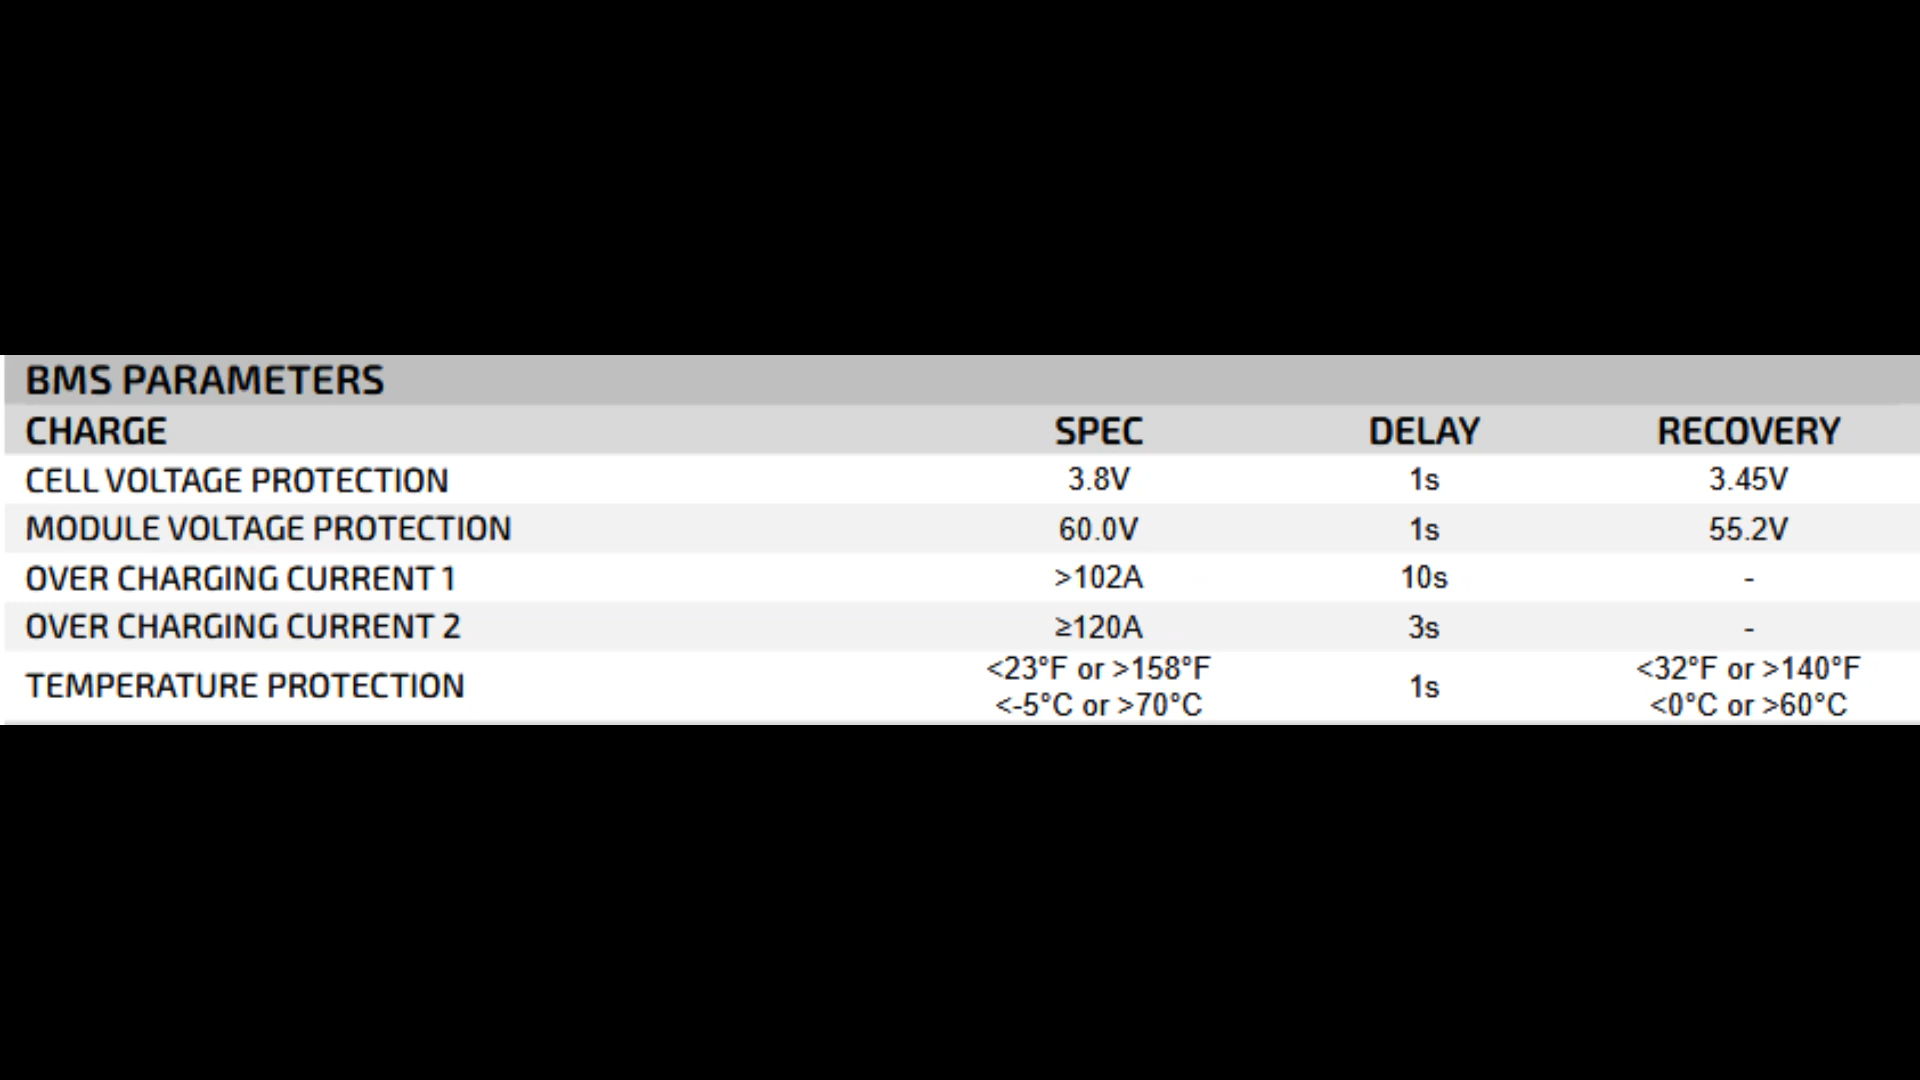 BMS PARAMETERS
CHARGE SPEC DELAY RECOVERY
CELL VOLTAGE PROTECTION 3.8V 1s 3.45V
MODULE VOLTAGE PROTECTION 60.0V 1s 55.2V
OVER CHARGING CURRENT 1 >102A 10s -
OVER CHARGING CURRENT 2 ≥120A 3s -
TEMPERATURE PROTECTION <23°F or >158°F 1s <32°F or >140°F
<-5°C or >70°C <0°C or >60°C